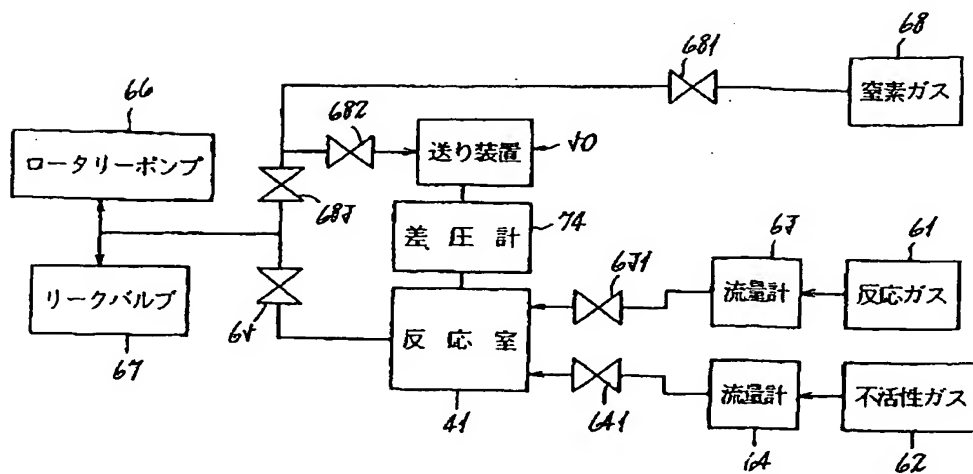 681
68
窒素ガス
66
682
ロータリーポンプ
送り装置
50
683
差圧計
74
631
63
61
リークバルブ
流量計
反応ガス
65
反応室
67
流量計
不活性ガス
641
41
64
62